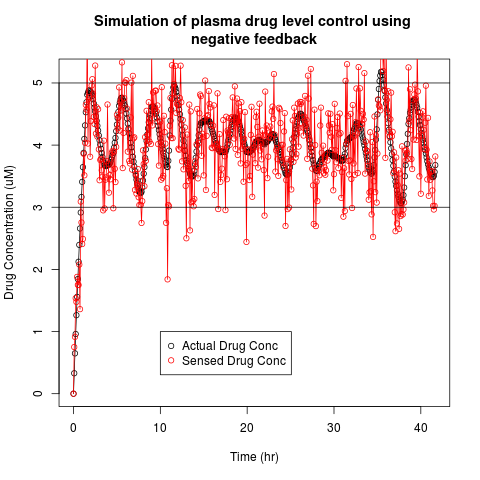 Simulation of plasma drug level control using
negative feedback
Drug Concentration (uM)
5
4
3
2
1
0
Actual Drug Conc
Sensed Drug Conc
0 10 20 30 40
Time (hr)